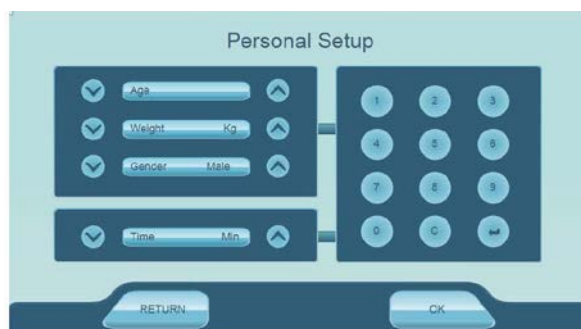 Personal Setup
Age
Weight Kg
Gender Male
Time Min
1 2 3
4 5 6
7 8 9
0 C
RETURN
OK